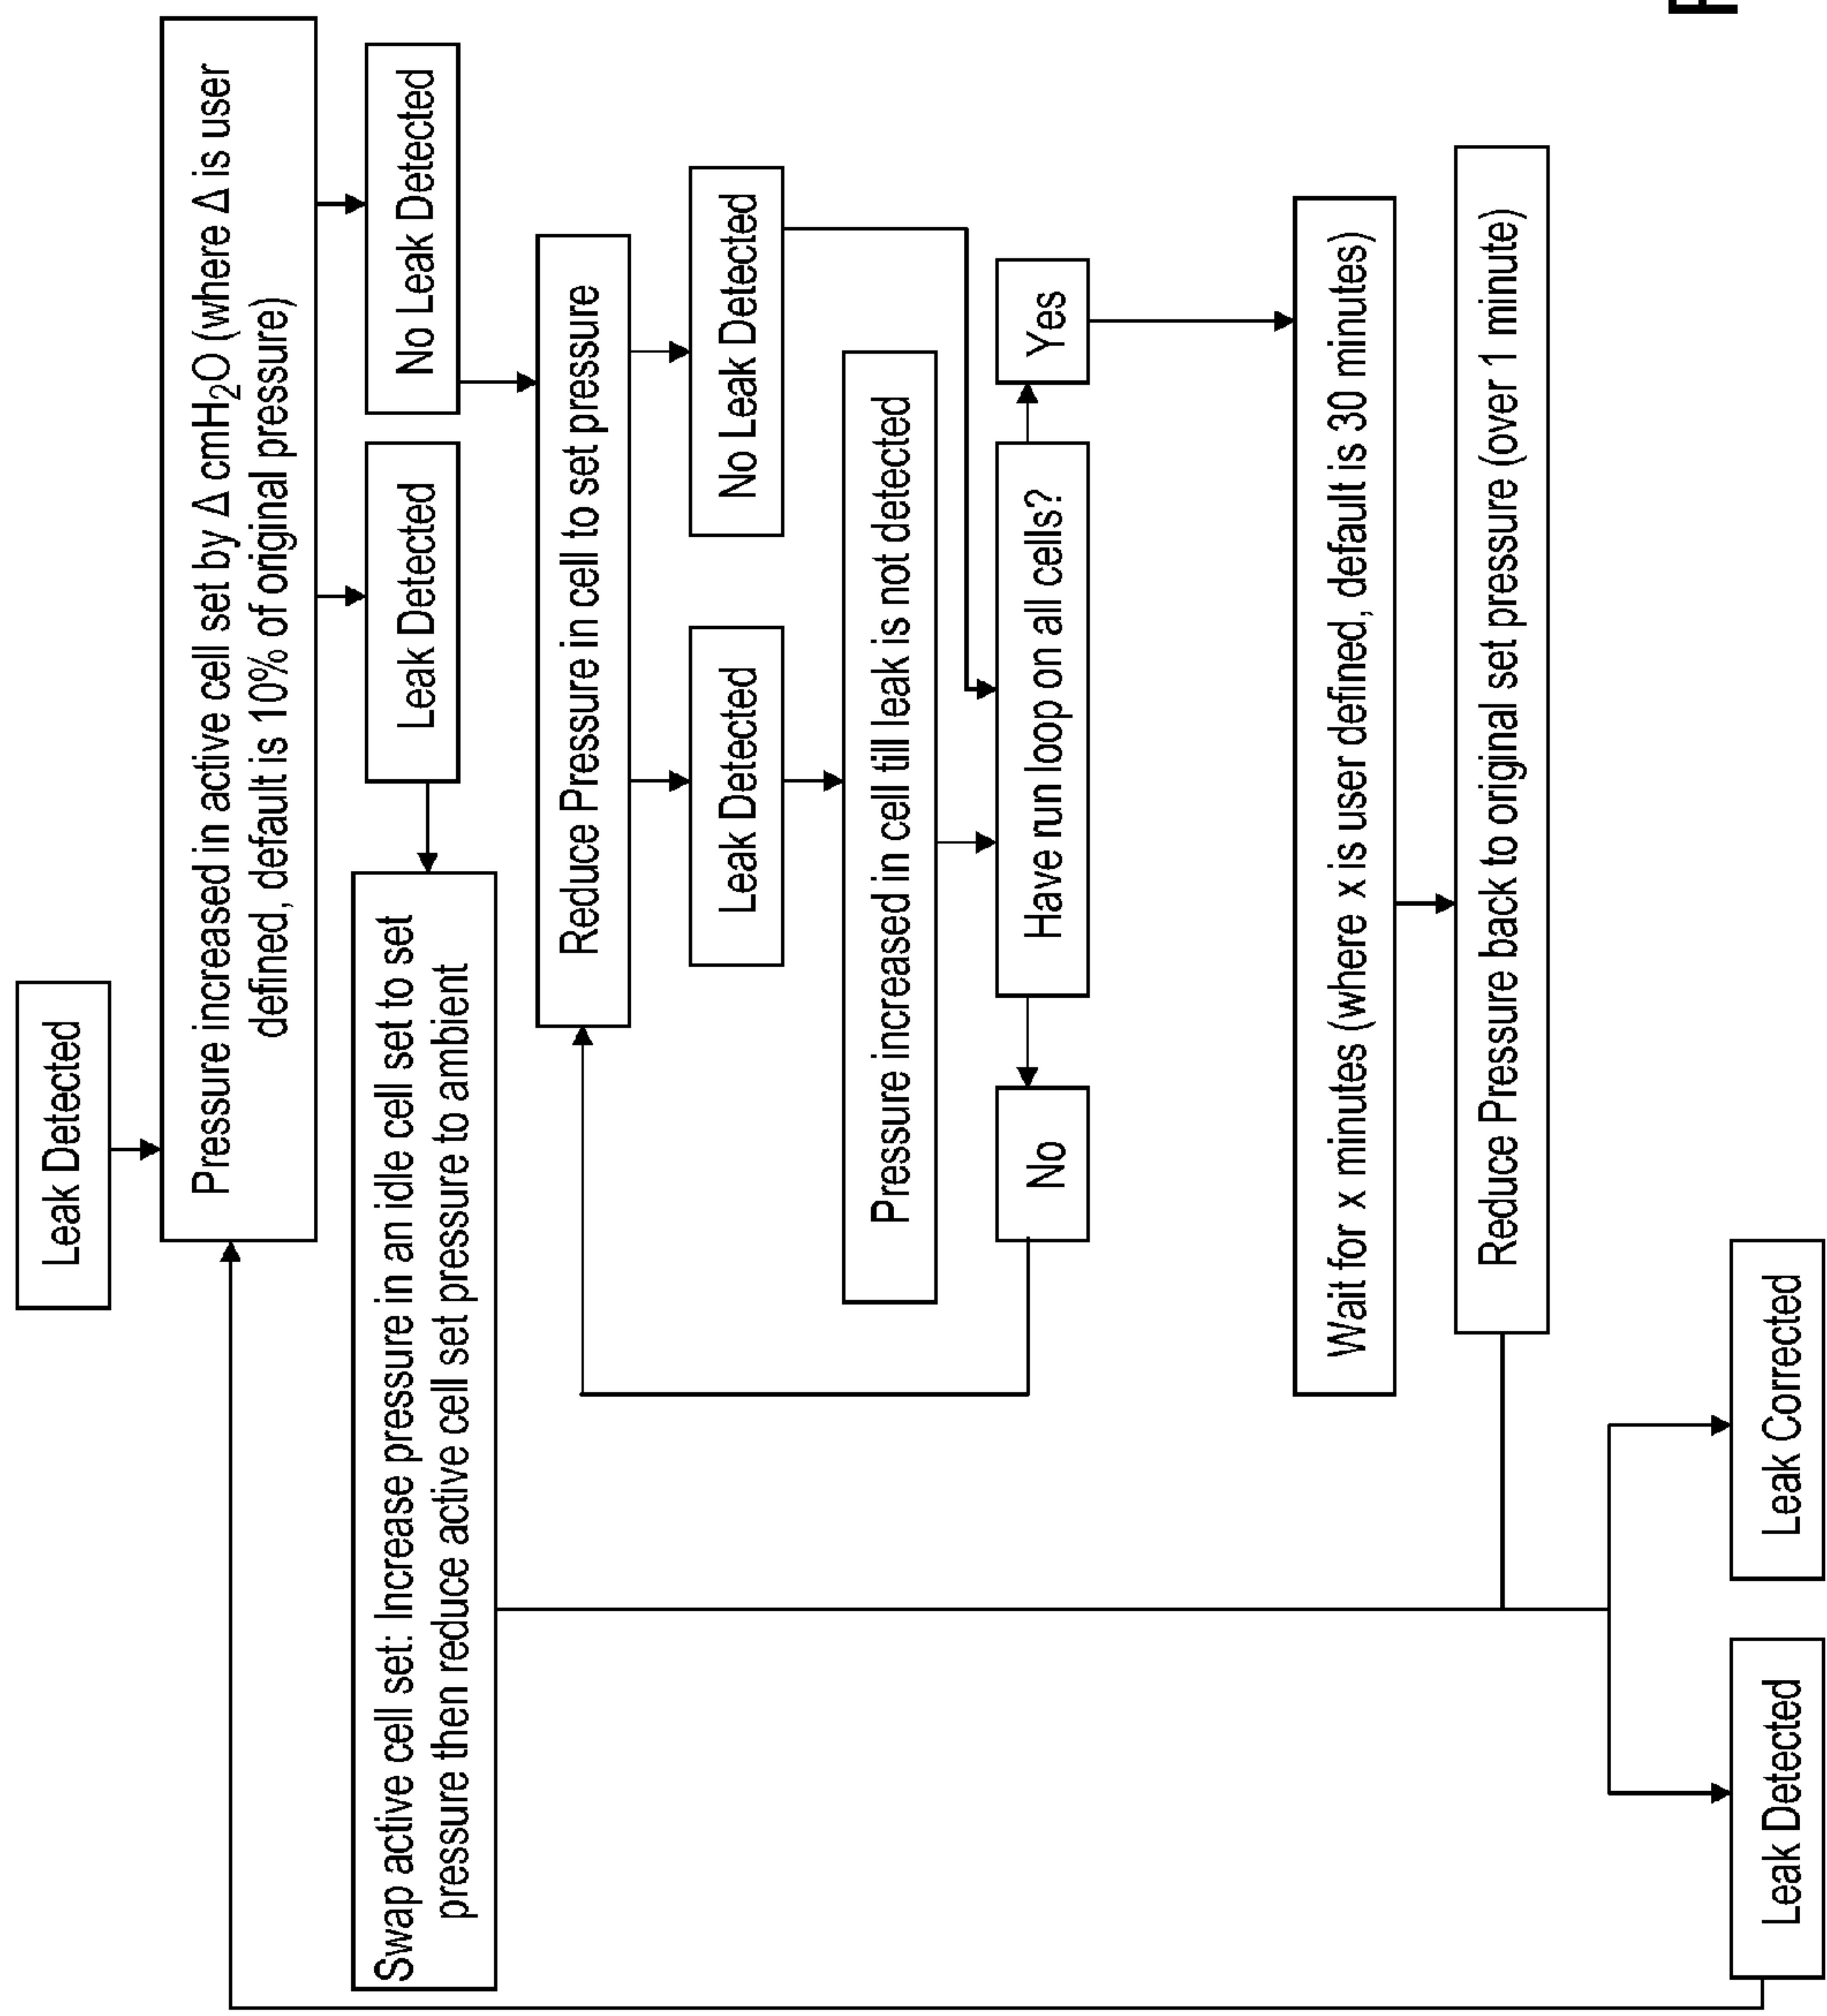 Leak Detected
Pressure increased in active cell set by Δ cmH₂O (where Δ is user
defined, default is 10% of original pressure)
Leak Detected
No Leak Detected
Swap active cell set: Increase pressure in an idle cell set to set
pressure then reduce active cell set pressure to ambient
Reduce Pressure in cell to set pressure
Leak Detected
No Leak Detected
Pressure increased in cell till leak is not detected
No
Have run loop on all cells?
Yes
Wait for x minutes (where x is user defined, default is 30 minutes)
Reduce Pressure back to original set pressure (over 1 minute)
Leak Detected
Leak Corrected